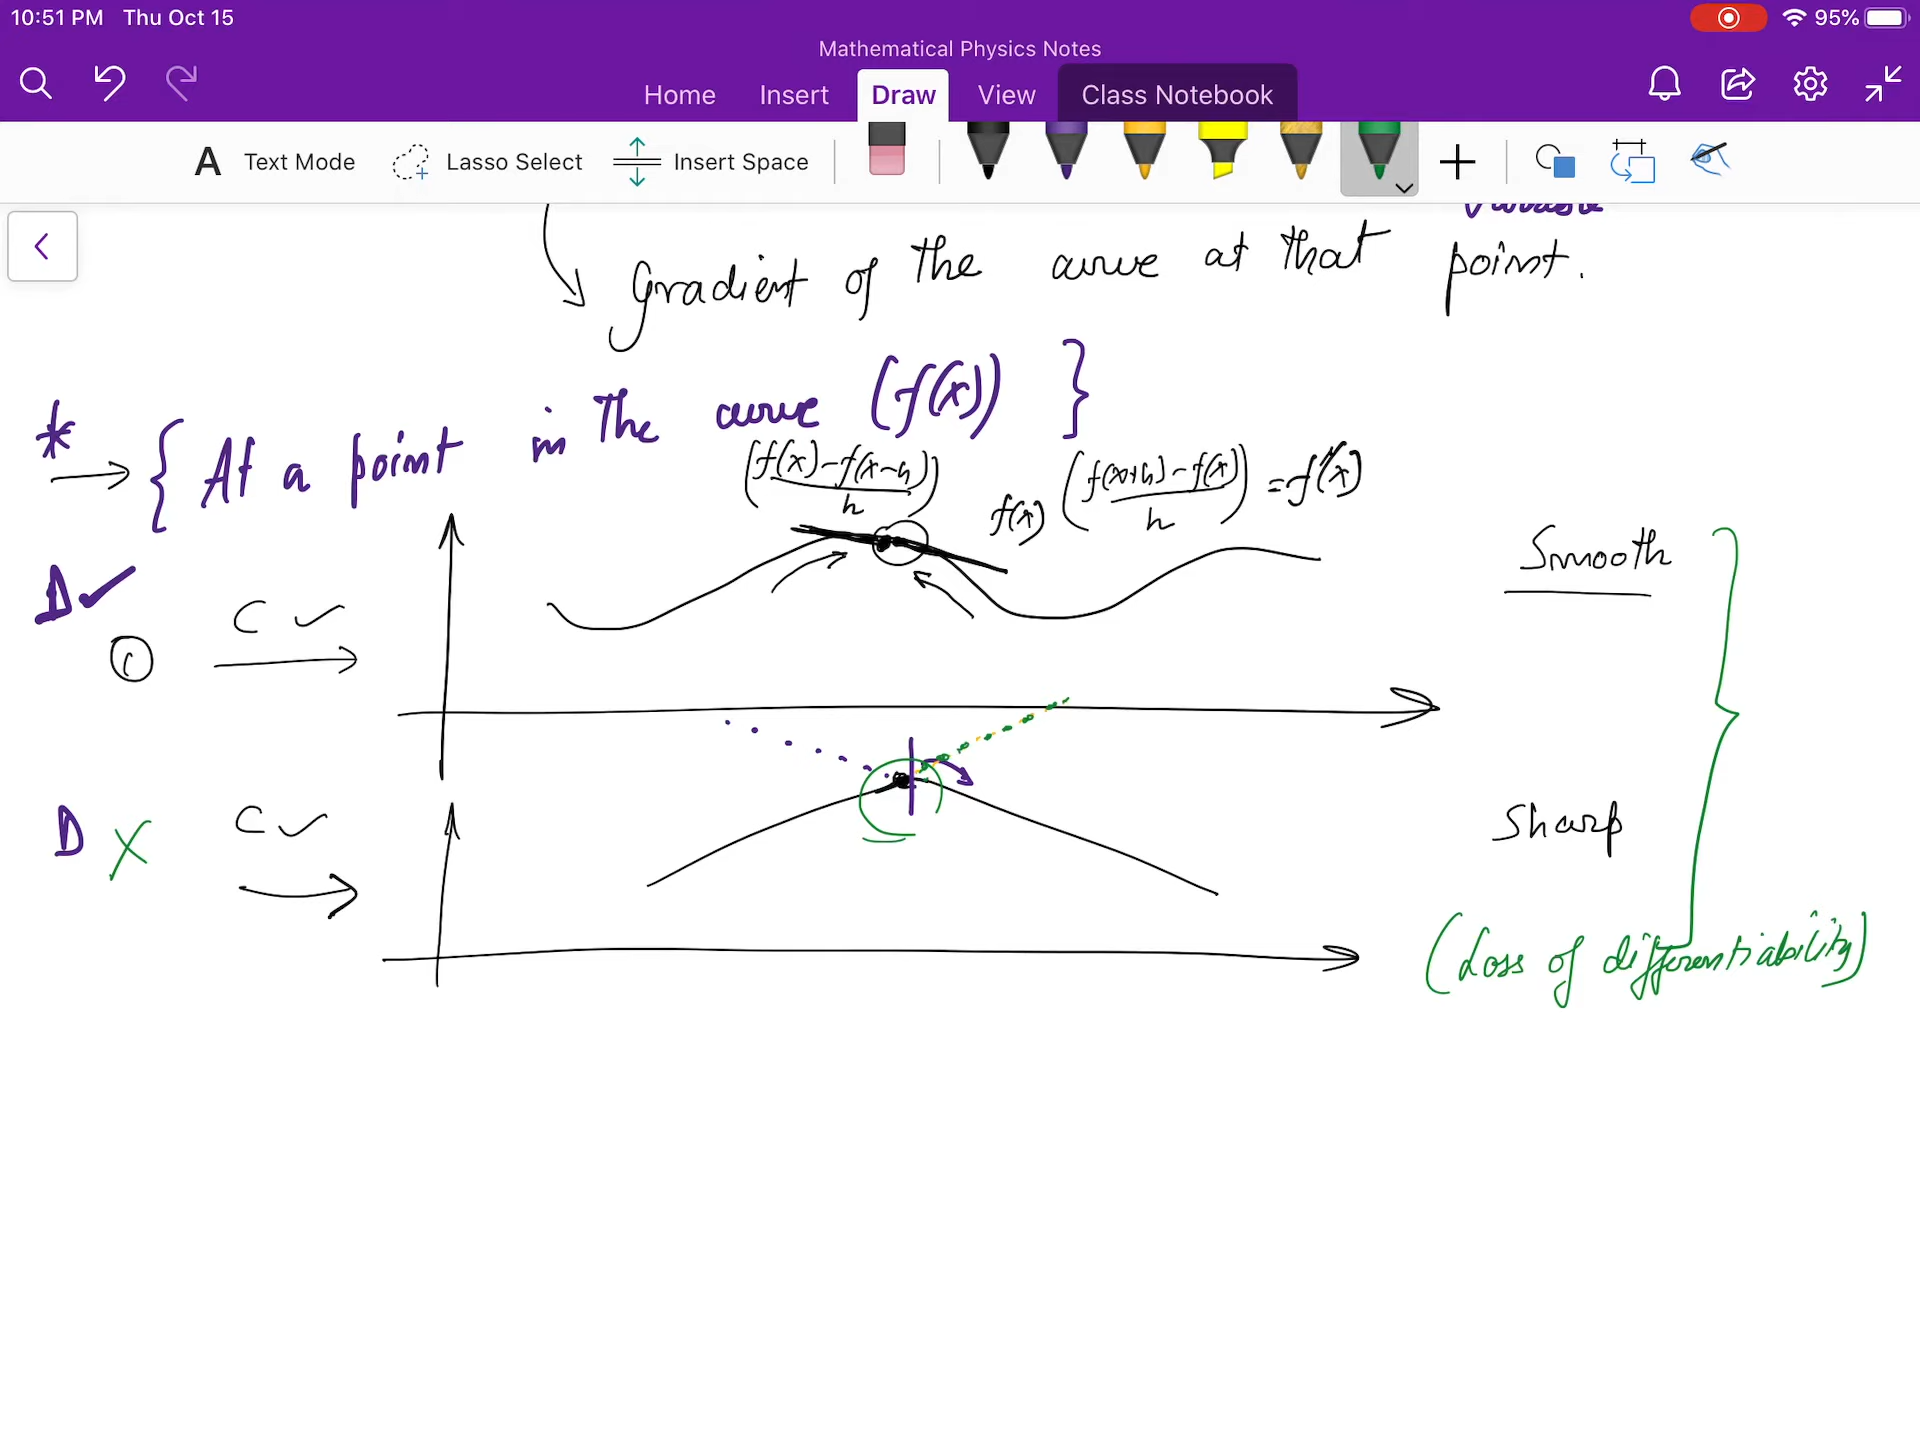 10:51 PM Thu Oct 15 95%
Mathematical Physics Notes
Home Insert Draw View Class Notebook
A Text Mode Lasso Select Insert Space
variable
Gradient of the curve at that point.
* → { At a point in the curve (f(x)) }
(f(x)-f(x-h))/h f(x) (f(x+h)-f(x))/h = f'(x)
Smooth
D ✓
① C ✓
D X C ✓
Sharp
(Loss of differentiability)